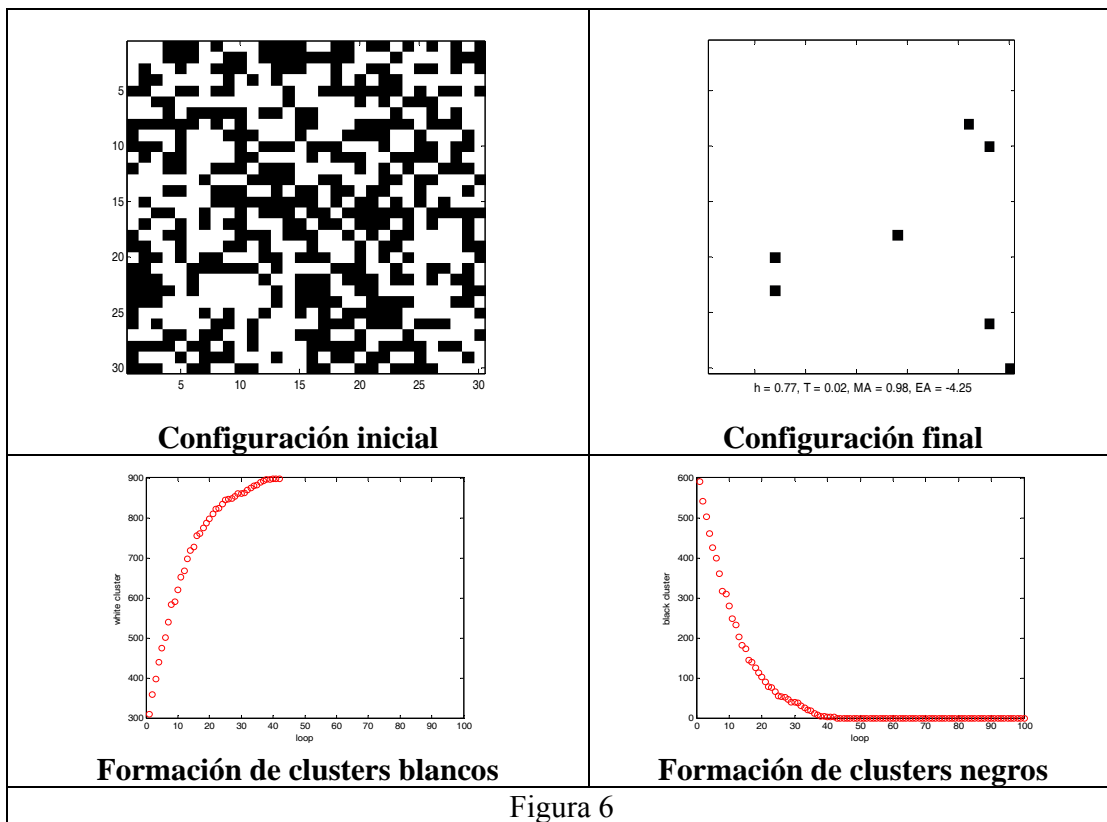 5
10
15
20
25
30
5 10 15 20 25 30
Configuración inicial
h = 0.77, T = 0.02, MA = 0.98, EA = -4.25
Configuración final
900
800
700
600
500
400
300
white cluster
0 10 20 30 40 50 60 70 80 90 100
loop
Formación de clusters blancos
600
500
400
300
200
100
0
black cluster
0 10 20 30 40 50 60 70 80 90 100
loop
Formación de clusters negros
Figura 6